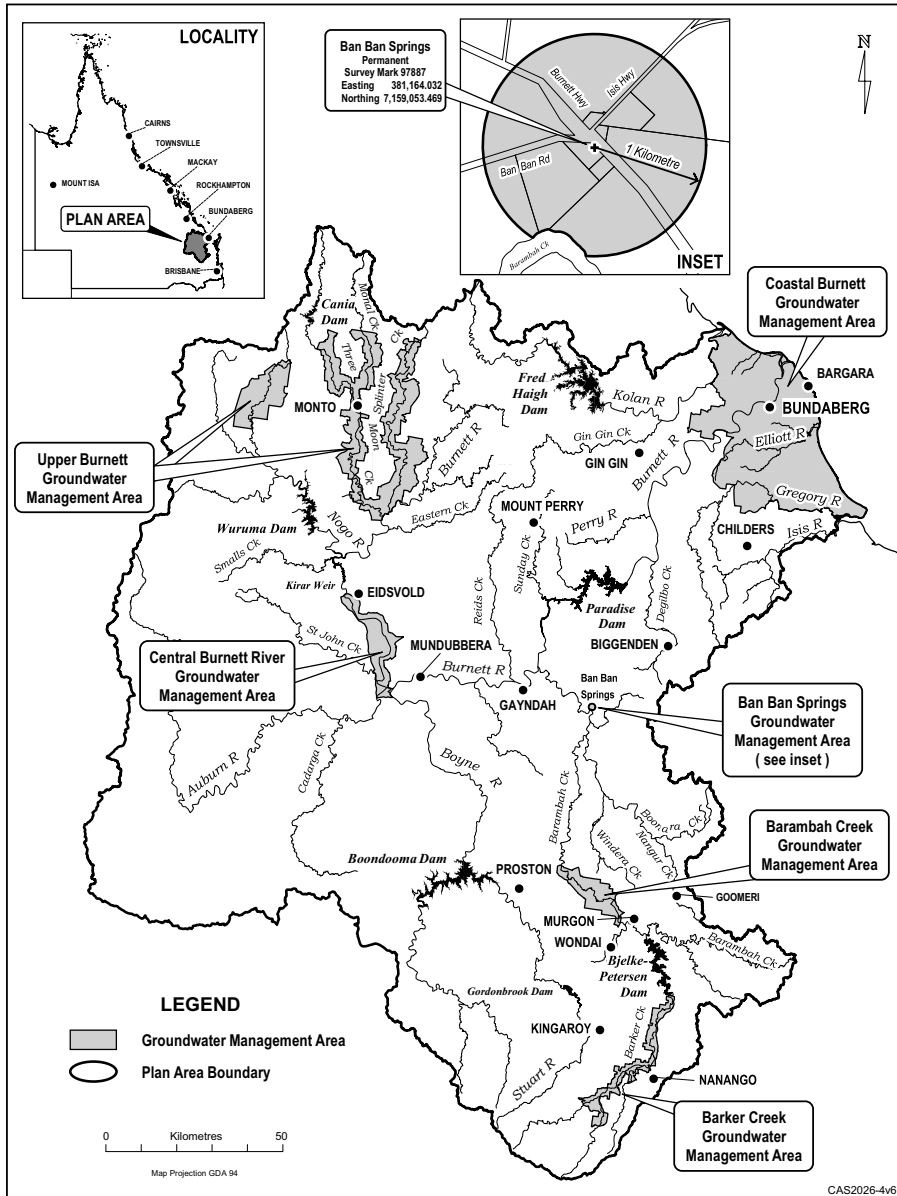 LOCALITY
CAIRNS
TOWNSVILLE
MACKAY
MOUNT ISA
ROCKHAMPTON
BUNDABERG
PLAN AREA
BRISBANE
Ban Ban Springs
Permanent
Survey Mark 97887
Easting 381,164.032
Northing 7,159,053.469
Burnett Hwy
Isis Hwy
Ban Ban Rd
1 Kilometre
Barambah Ck
INSET
N
Coastal Burnett
Groundwater
Management Area
BARGARA
BUNDABERG
Elliott R
Gregory R
Isis R
CHILDERS
Cania
Dam
Monal Ck
Ck
Three
Splinter
MONTO
Moon
Ck
Burnett R
Fred
Haigh
Dam
Kolan R
Gin Gin Ck
GIN GIN
Burnett R
Upper Burnett
Groundwater
Management Area
Wuruma Dam
Nogo R
Eastern Ck
MOUNT PERRY
Perry R
Smalls Ck
Kirar Weir
EIDSVOLD
Reids Ck
Sunday Ck
Paradise
Dam
Degilbo Ck
BIGGENDEN
St John Ck
Central Burnett River
Groundwater
Management Area
MUNDUBBERA
Burnett R
GAYNDAH
Ban Ban
Springs
Ban Ban Springs
Groundwater
Management Area
( see inset )
Auburn R
Cadarga Ck
Boyne R
Barambah Ck
Windera Ck
Boonara Ck
Nangur Ck
Barambah Creek
Groundwater
Management Area
Boondooma Dam
PROSTON
GOOMERI
MURGON
WONDAI
Barambah Ck
Bjelke-
Petersen
Dam
Gordonbrook Dam
KINGAROY
Barker Ck
Stuart R
NANANGO
Barker Creek
Groundwater
Management Area
LEGEND
Groundwater Management Area
Plan Area Boundary
0 Kilometres 50
Map Projection GDA 94
CAS2026-4v6